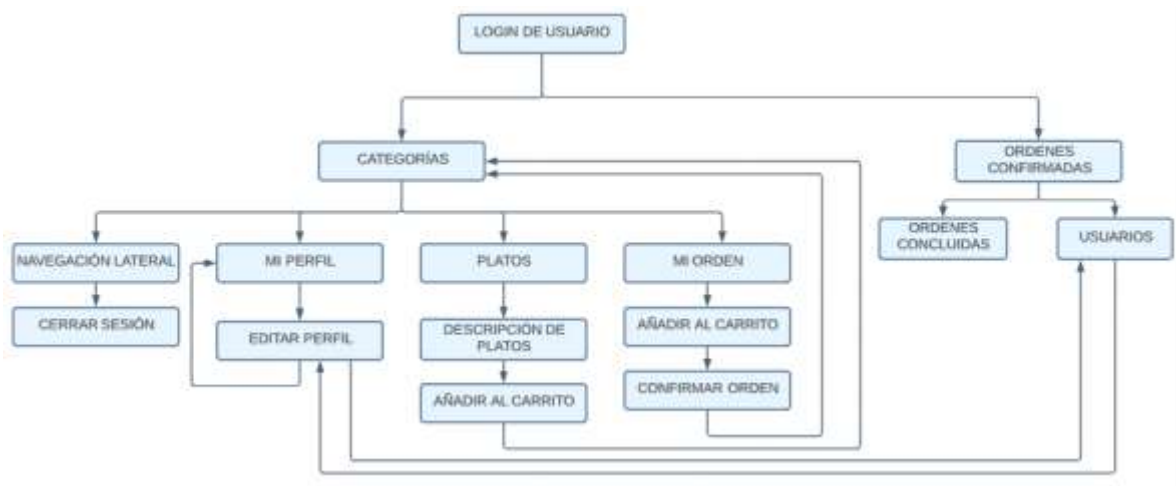 LOGIN DE USUARIO
CATEGORÍAS
ORDENES
CONFIRMADAS
NAVEGACIÓN LATERAL
MI PERFIL
PLATOS
MI ORDEN
ORDENES
CONCLUIDAS
USUARIOS
CERRAR SESIÓN
EDITAR PERFIL
DESCRIPCIÓN DE
PLATOS
AÑADIR AL CARRITO
AÑADIR AL CARRITO
CONFIRMAR ORDEN